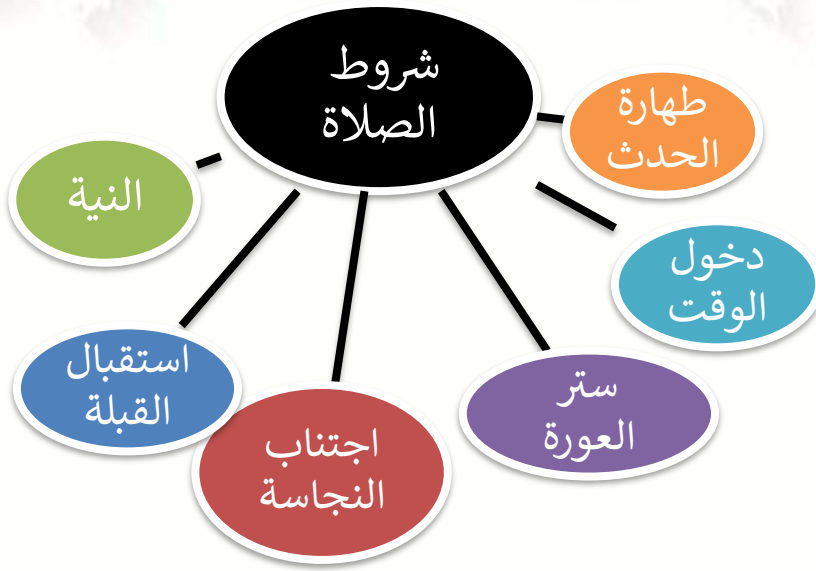 شروط
الصلاة
طهارة
الحدث
دخول
الوقت
ستر
العورة
اجتناب
النجاسة
استقبال
القبلة
النية